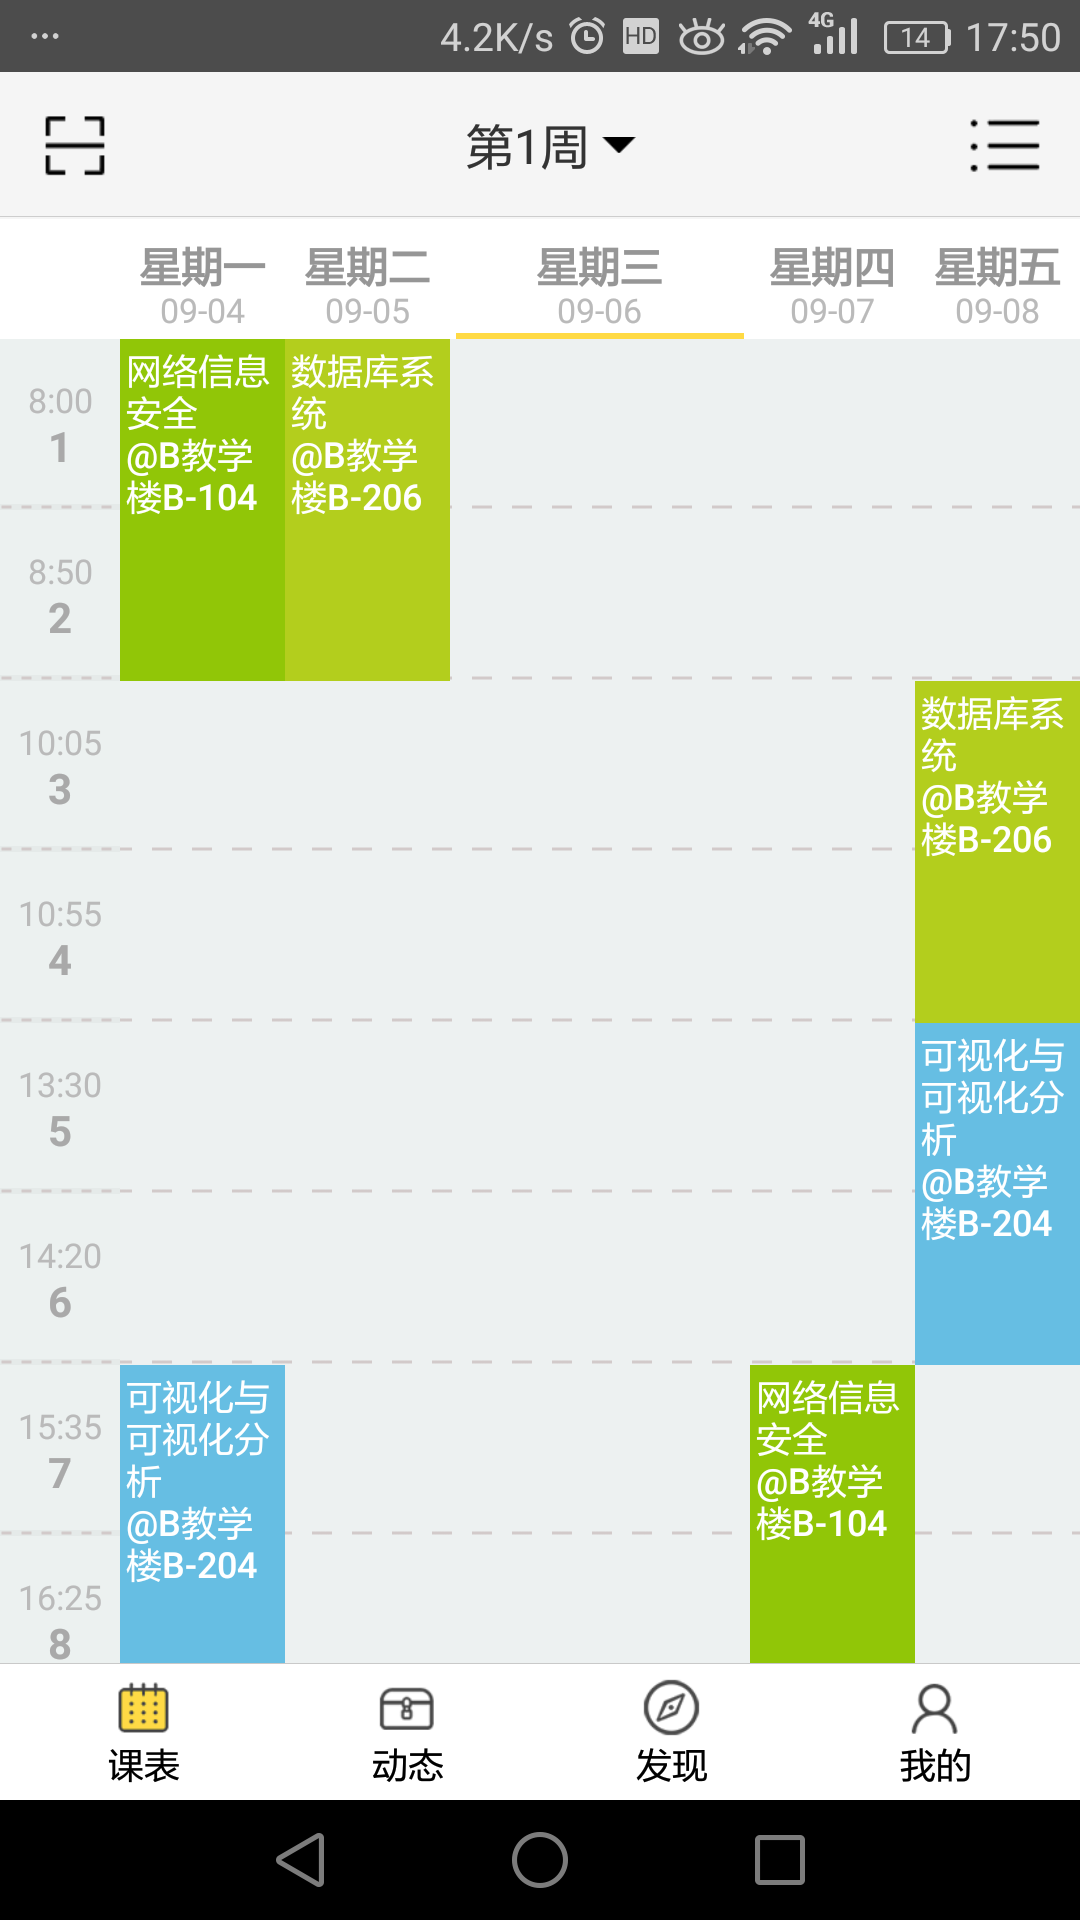 4.2K/s HD 4G 14 17:50
第1周
星期一 星期二 星期三 星期四 星期五
09-04 09-05 09-06 09-07 09-08
8:00
1
网络信息
安全
@B教学
楼B-104
数据库系
统
@B教学
楼B-206
8:50
2
10:05
3
数据库系
统
@B教学
楼B-206
10:55
4
13:30
5
可视化与
可视化分
析
@B教学
楼B-204
14:20
6
15:35
7
可视化与
可视化分
析
@B教学
楼B-204
网络信息
安全
@B教学
楼B-104
16:25
8
课表 动态 发现 我的